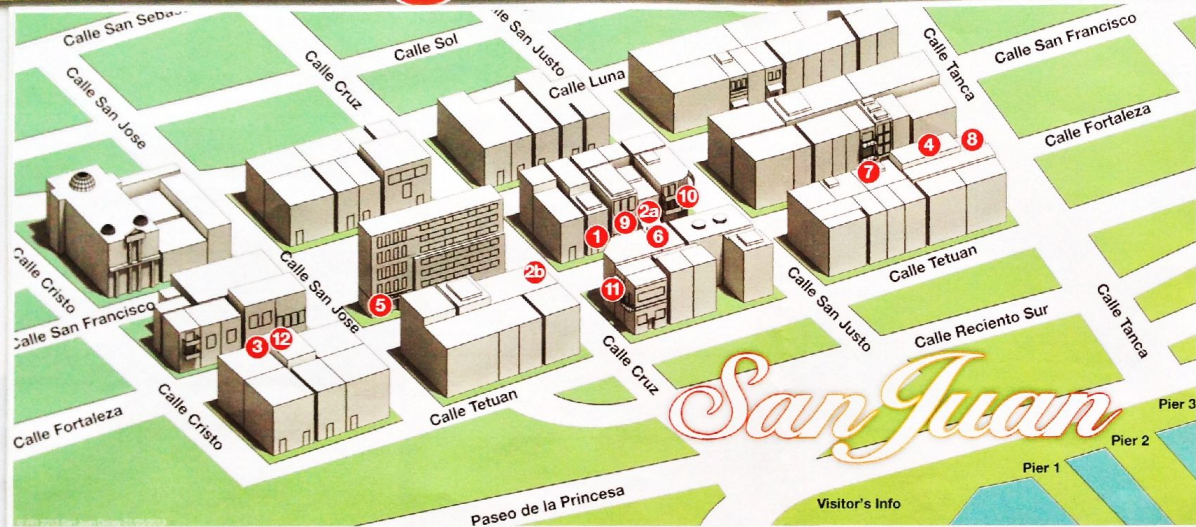 Calle San Sebas
Calle Sol
Calle San Justo
Calle Luna
Calle Tanca
Calle San Francisco
Calle San Jose
Calle Cruz
Calle Fortaleza
4
8
7
10
2a
9
1
6
Calle Tetuan
Calle Cristo
Calle San Jose
2b
11
5
Calle San Francisco
3
12
Calle San Justo
Calle Tanca
Calle Reciento Sur
Calle Cruz
San Juan
Calle Fortaleza
Calle Cristo
Calle Tetuan
Pier 3
Pier 2
Pier 1
Paseo de la Princesa
Visitor's Info